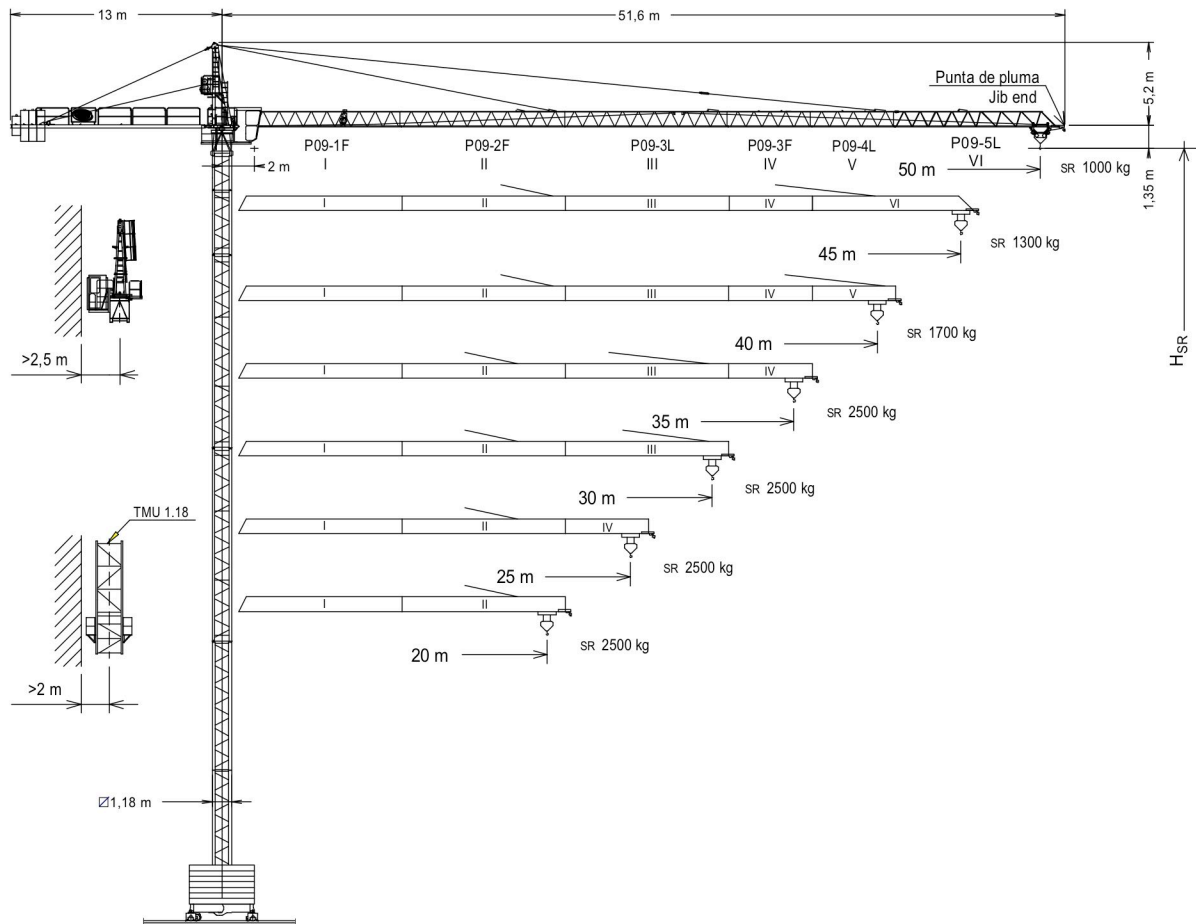 13 m
51,6 m
5,2 m
Punta de pluma
Jib end
P09-1F
P09-2F
P09-3L
P09-3F
P09-4L
P09-5L
I
II
III
IV
V
VI
2 m
50 m
SR 1000 kg
1,35 m
I
II
III
IV
VI
45 m
SR 1300 kg
I
II
III
IV
V
40 m
SR 1700 kg
HSR
>2,5 m
I
II
III
IV
35 m
SR 2500 kg
I
II
III
30 m
SR 2500 kg
TMU 1.18
I
II
IV
25 m
SR 2500 kg
I
II
20 m
SR 2500 kg
>2 m
1,18 m